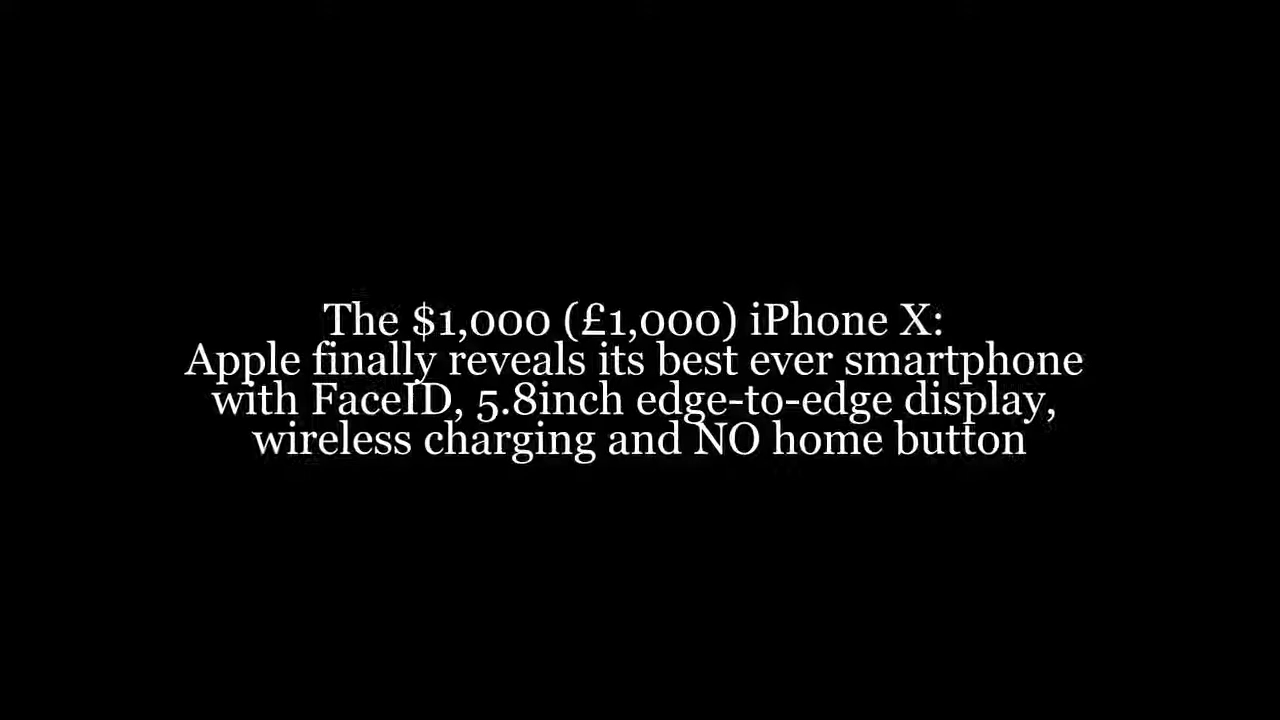 The $1,000 (£1,000) iPhone X:
Apple finally reveals its best ever smartphone
with FaceID, 5.8inch edge-to-edge display,
wireless charging and NO home button